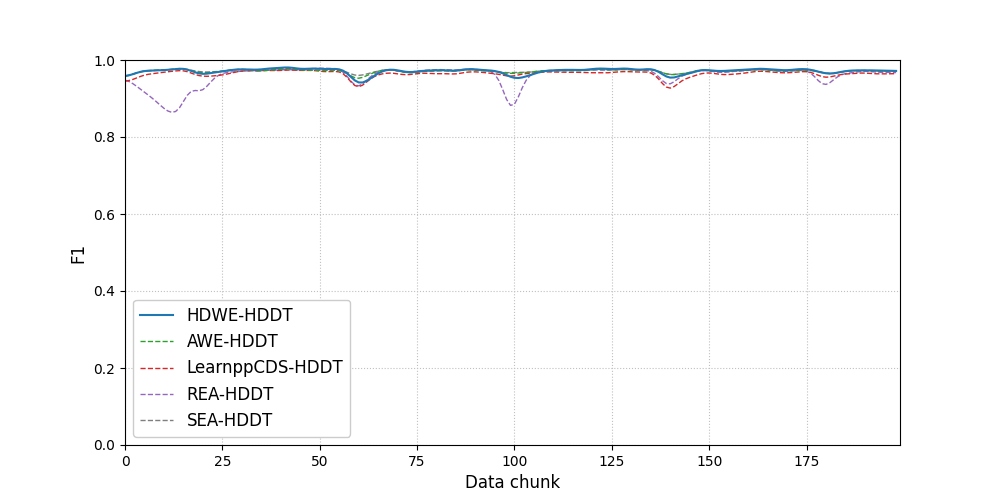 1.0
0.8
0.6
0.4
0.2
0.0
F1
HDWE-HDDT
AWE-HDDT
LearnppCDS-HDDT
REA-HDDT
SEA-HDDT
0 25 50 75 100 125 150 175
Data chunk